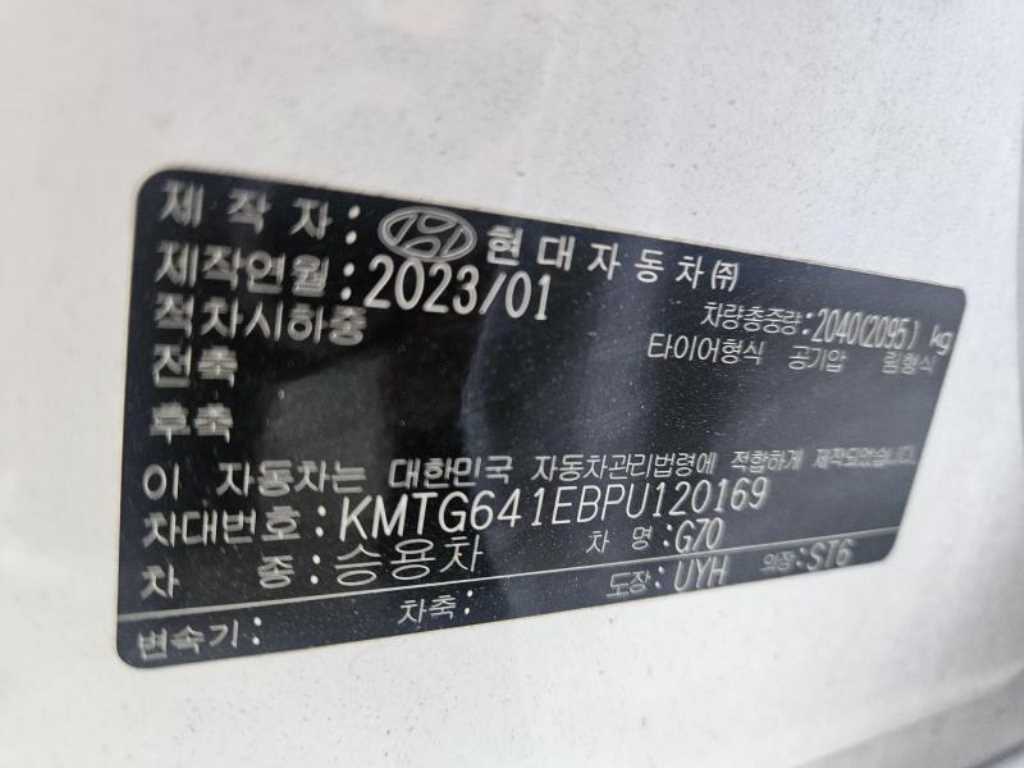 제 작 자 : 현대자동차㈜
제작연월 : 2023/01
차량총중량 : 2040(2095) kg
적차시하중 타이어형식 공기압 림형식
전축
후축
이 자동차는 대한민국 자동차관리법령에 적합하게 제작되었습니다
차대번호 : KMTG641EBPU120169
차 종 : 승용차 차 명 : G70
변속기 : 차축 : 도장 : UYH 외장 : ST6